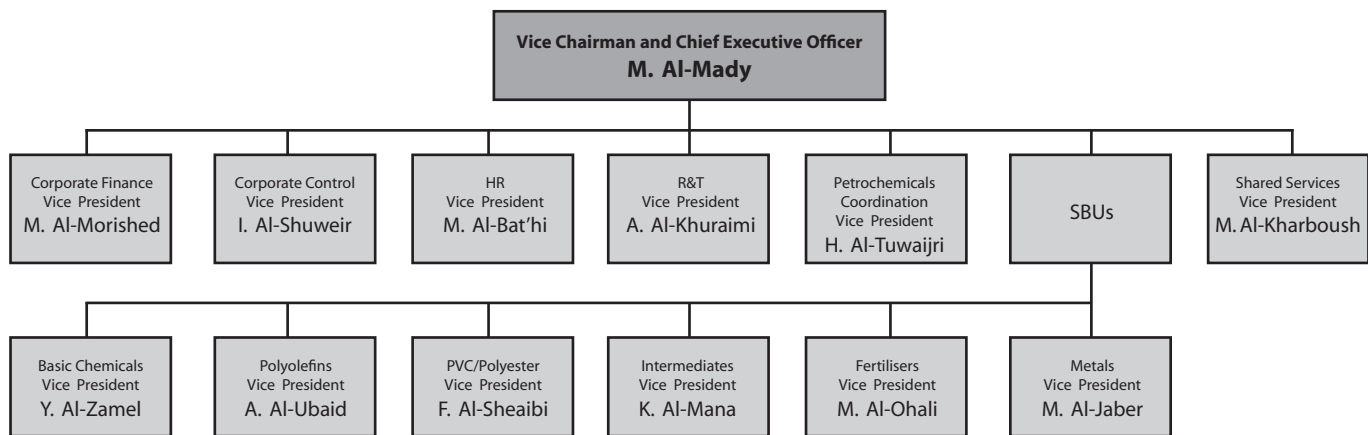 Vice Chairman and Chief Executive Officer
M. Al-Mady
Corporate Finance
Vice President
M. Al-Morished
Corporate Control
Vice President
I. Al-Shuweir
HR
Vice President
M. Al-Bat’hi
R&T
Vice President
A. Al-Khuraimi
Petrochemicals
Coordination
Vice President
H. Al-Tuwaijri
SBUs
Shared Services
Vice President
M. Al-Kharboush
Basic Chemicals
Vice President
Y. Al-Zamel
Polyolefins
Vice President
A. Al-Ubaid
PVC/Polyester
Vice President
F. Al-Sheaibi
Intermediates
Vice President
K. Al-Mana
Fertilisers
Vice President
M. Al-Ohali
Metals
Vice President
M. Al-Jaber